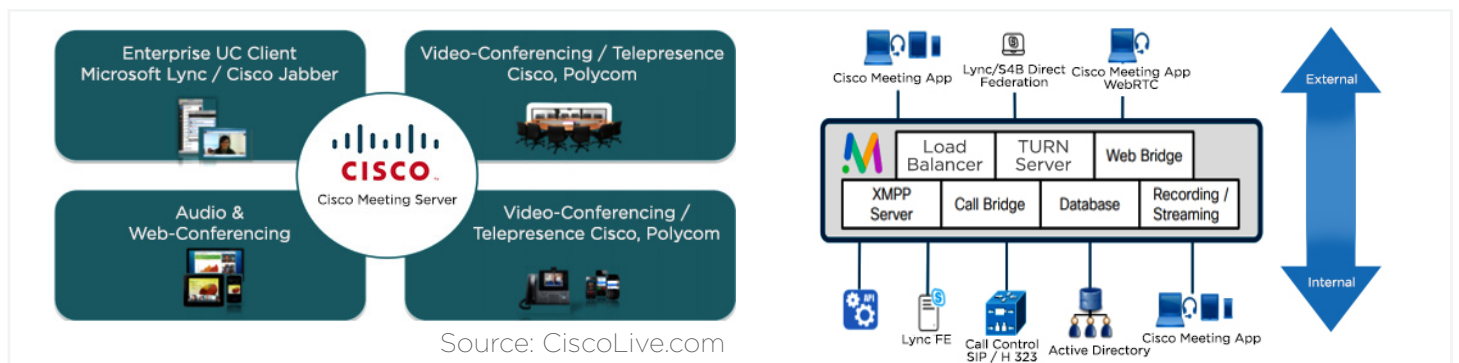 Enterprise UC Client
Microsoft Lync / Cisco Jabber
Video-Conferencing / Telepresence
Cisco, Polycom
CISCO
Cisco Meeting Server
Audio &
Web-Conferencing
Video-Conferencing /
Telepresence Cisco, Polycom
Source: CiscoLive.com
Cisco Meeting App
Lync/S4B Direct
Federation
Cisco Meeting App
WebRTC
External
Load
Balancer
TURN
Server
Web Bridge
XMPP
Server
Call Bridge
Database
Recording /
Streaming
Internal
API
Lync FE
Call Control
SIP / H 323
Active Directory
Cisco Meeting App